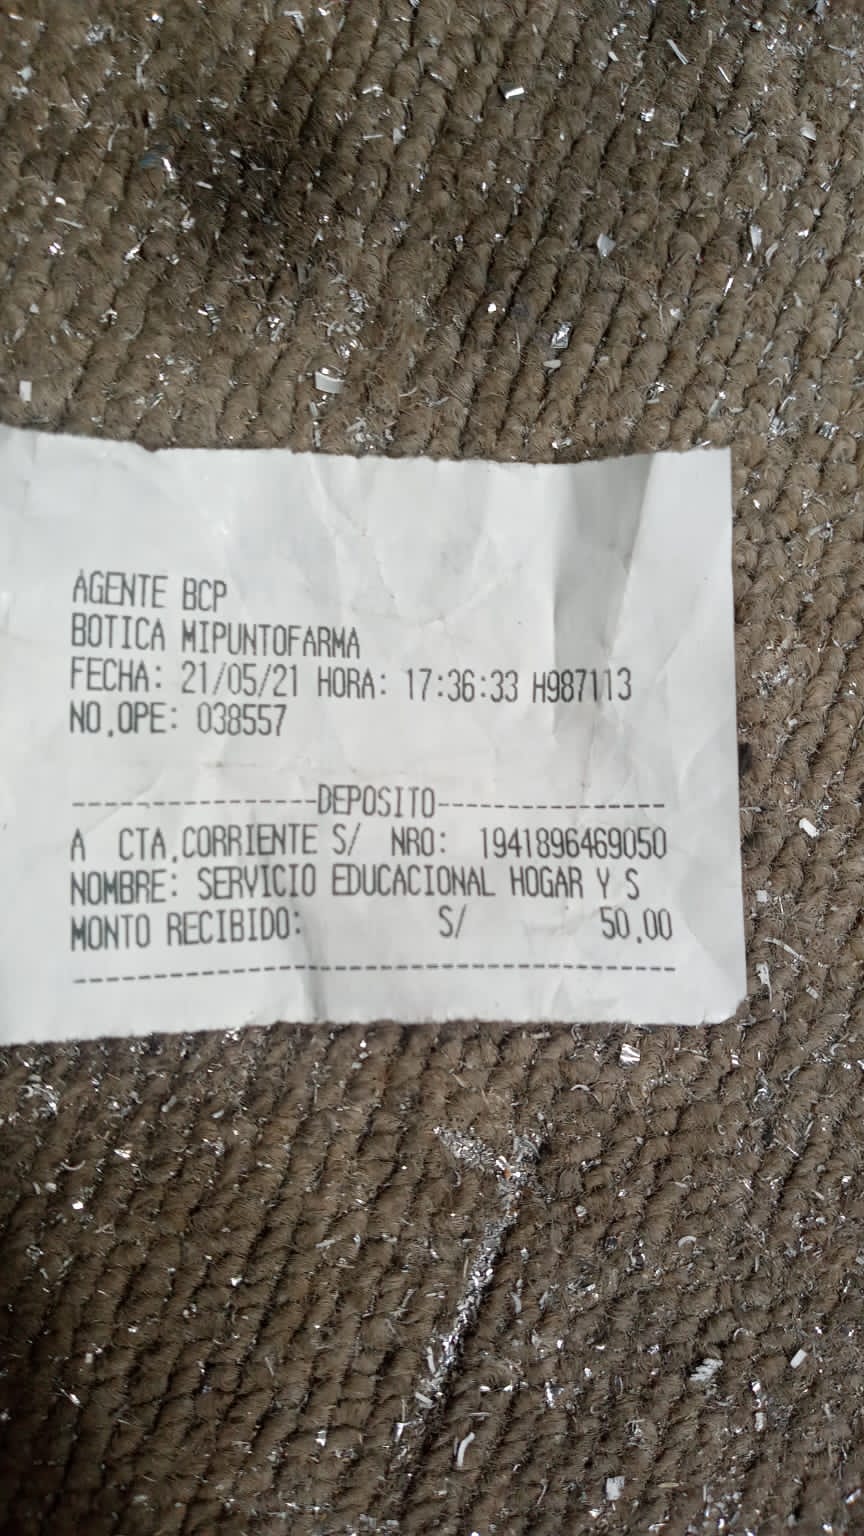 AGENTE BCP
BOTICA MIPUNTOFARMA
FECHA: 21/05/21 HORA: 17:36:33 H987113
NO.OPE: 038557
----------------DEPOSITO----------------
A CTA.CORRIENTE S/ NRO: 1941896469050
NOMBRE: SERVICIO EDUCACIONAL HOGAR Y S
MONTO RECIBIDO: S/ 50.00